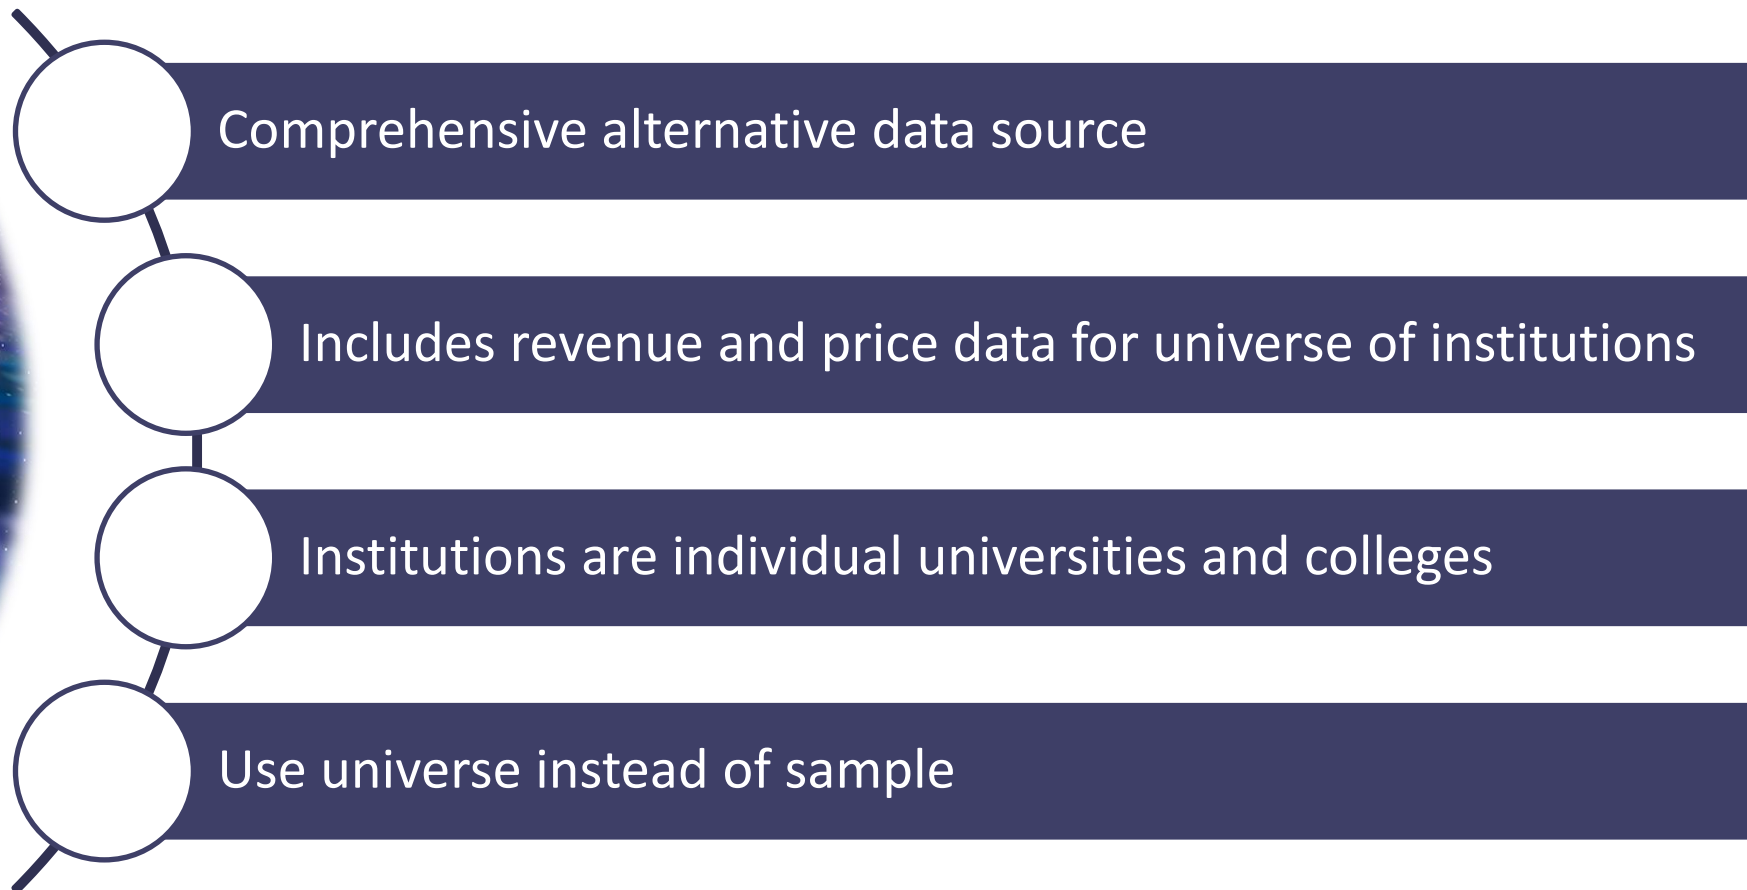 Comprehensive alternative data source
Includes revenue and price data for universe of institutions
Institutions are individual universities and colleges
Use universe instead of sample